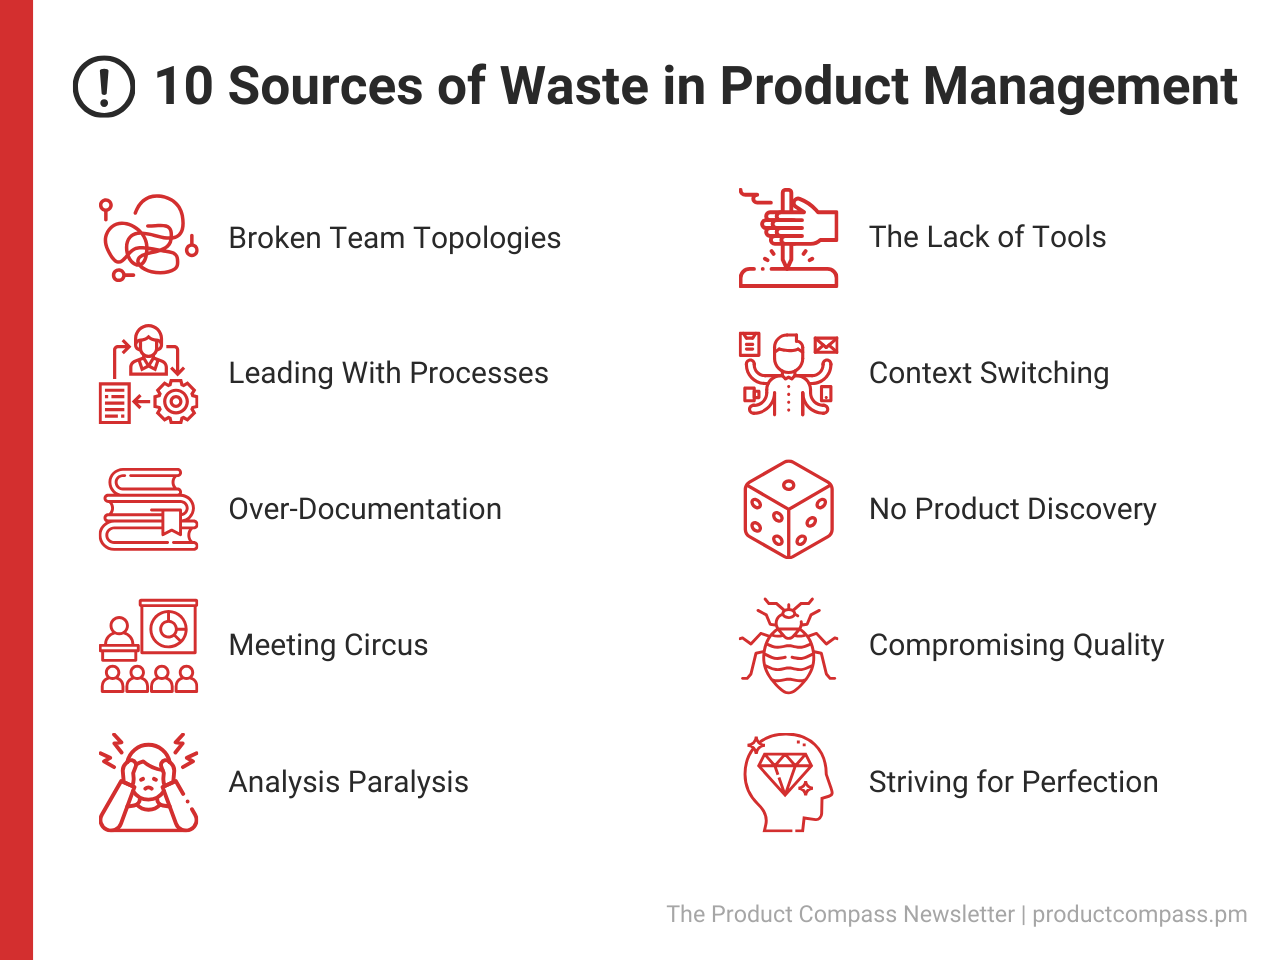 10 Sources of Waste in Product Management
Broken Team Topologies
Leading With Processes
Over-Documentation
Meeting Circus
Analysis Paralysis
The Lack of Tools
Context Switching
No Product Discovery
Compromising Quality
Striving for Perfection
The Product Compass Newsletter | productcompass.pm